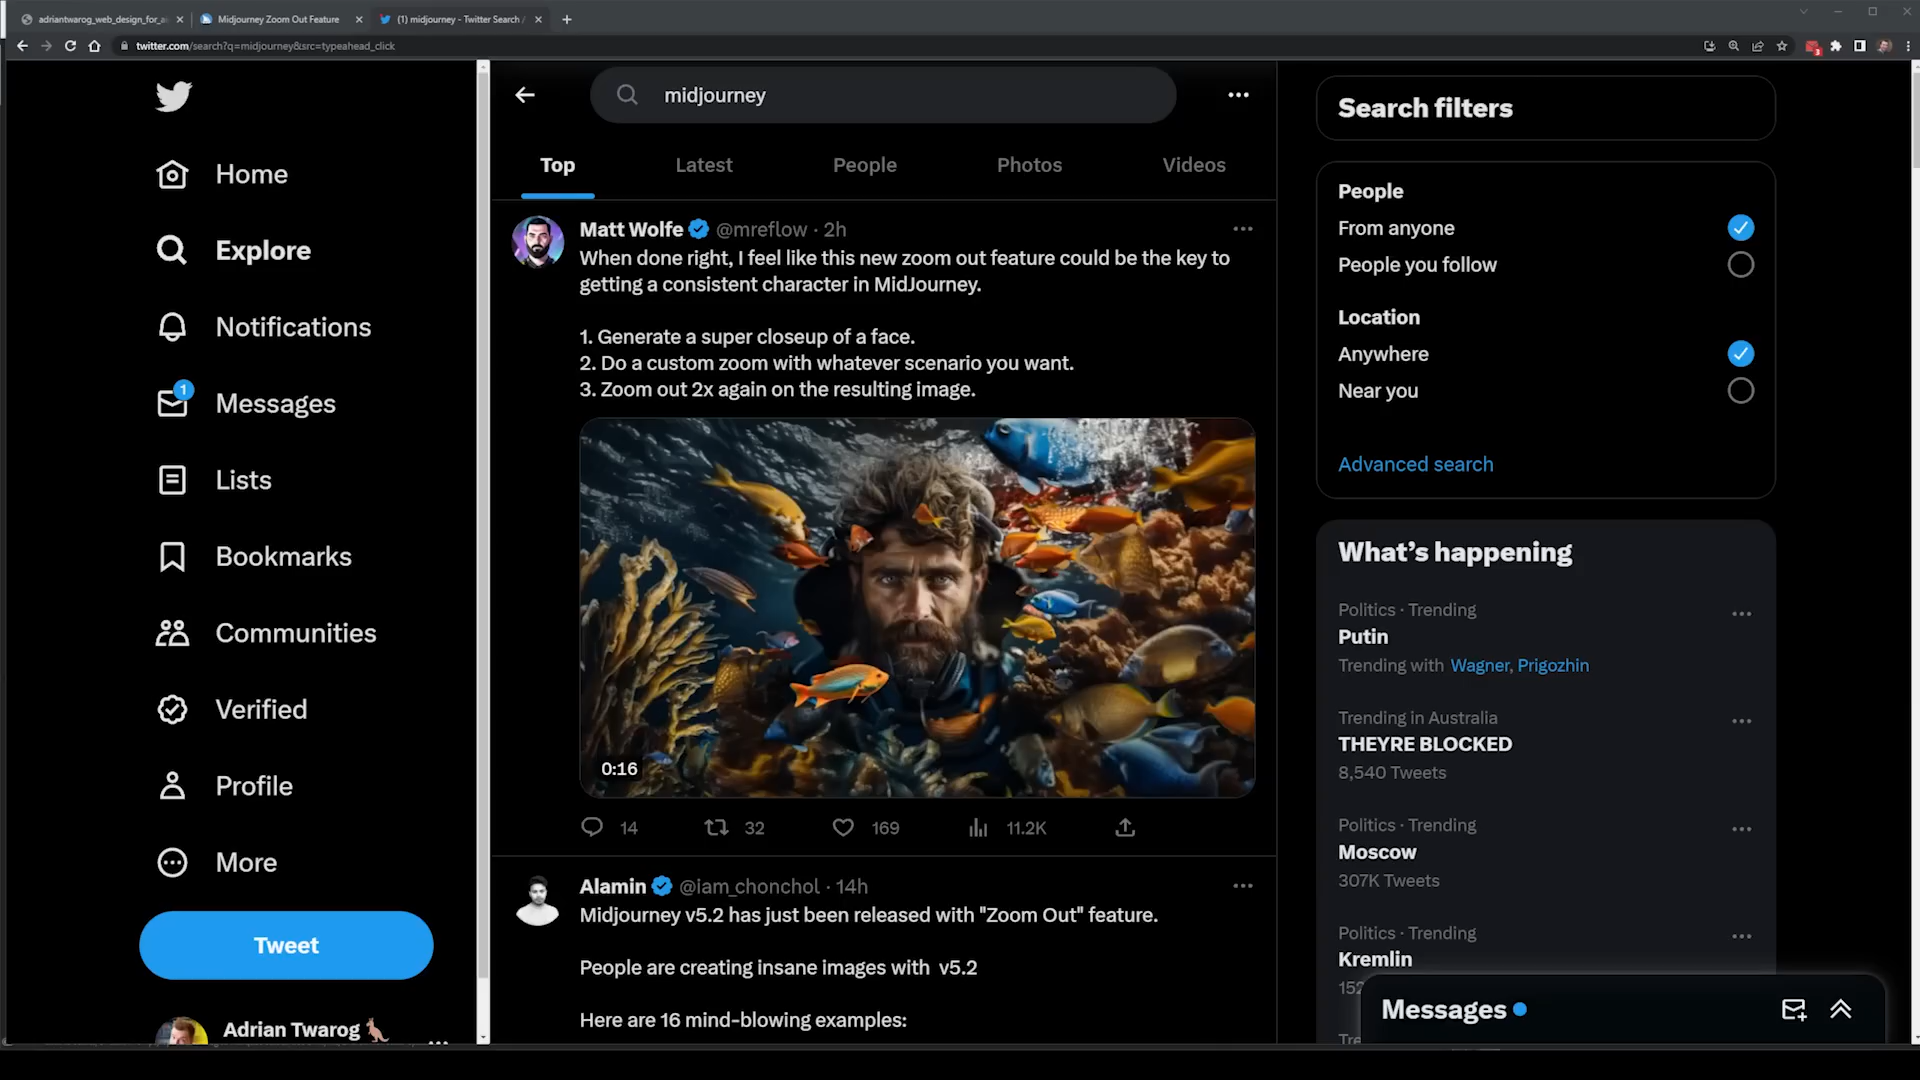 adriantwarog_web_design_for_a
Midjourney Zoom Out Feature
(1) midjourney - Twitter Search /
twitter.com/search?q=midjourney&src=typeahead_click
3
Home
Explore
Notifications
1
Messages
Lists
Bookmarks
Communities
Verified
Profile
More
Tweet
Adrian Twarog
midjourney
Top
Latest
People
Photos
Videos
Matt Wolfe @mreflow · 2h
When done right, I feel like this new zoom out feature could be the key to
getting a consistent character in MidJourney.
1. Generate a super closeup of a face.
2. Do a custom zoom with whatever scenario you want.
3. Zoom out 2x again on the resulting image.
0:16
14
32
169
11.2K
Alamin @iam_chonchol · 14h
Midjourney v5.2 has just been released with "Zoom Out" feature.
People are creating insane images with v5.2
Here are 16 mind-blowing examples:
Search filters
People
From anyone
People you follow
Location
Anywhere
Near you
Advanced search
What's happening
Politics · Trending
Putin
Trending with Wagner, Prigozhin
Trending in Australia
THEYRE BLOCKED
8,540 Tweets
Politics · Trending
Moscow
307K Tweets
Politics · Trending
Kremlin
Messages